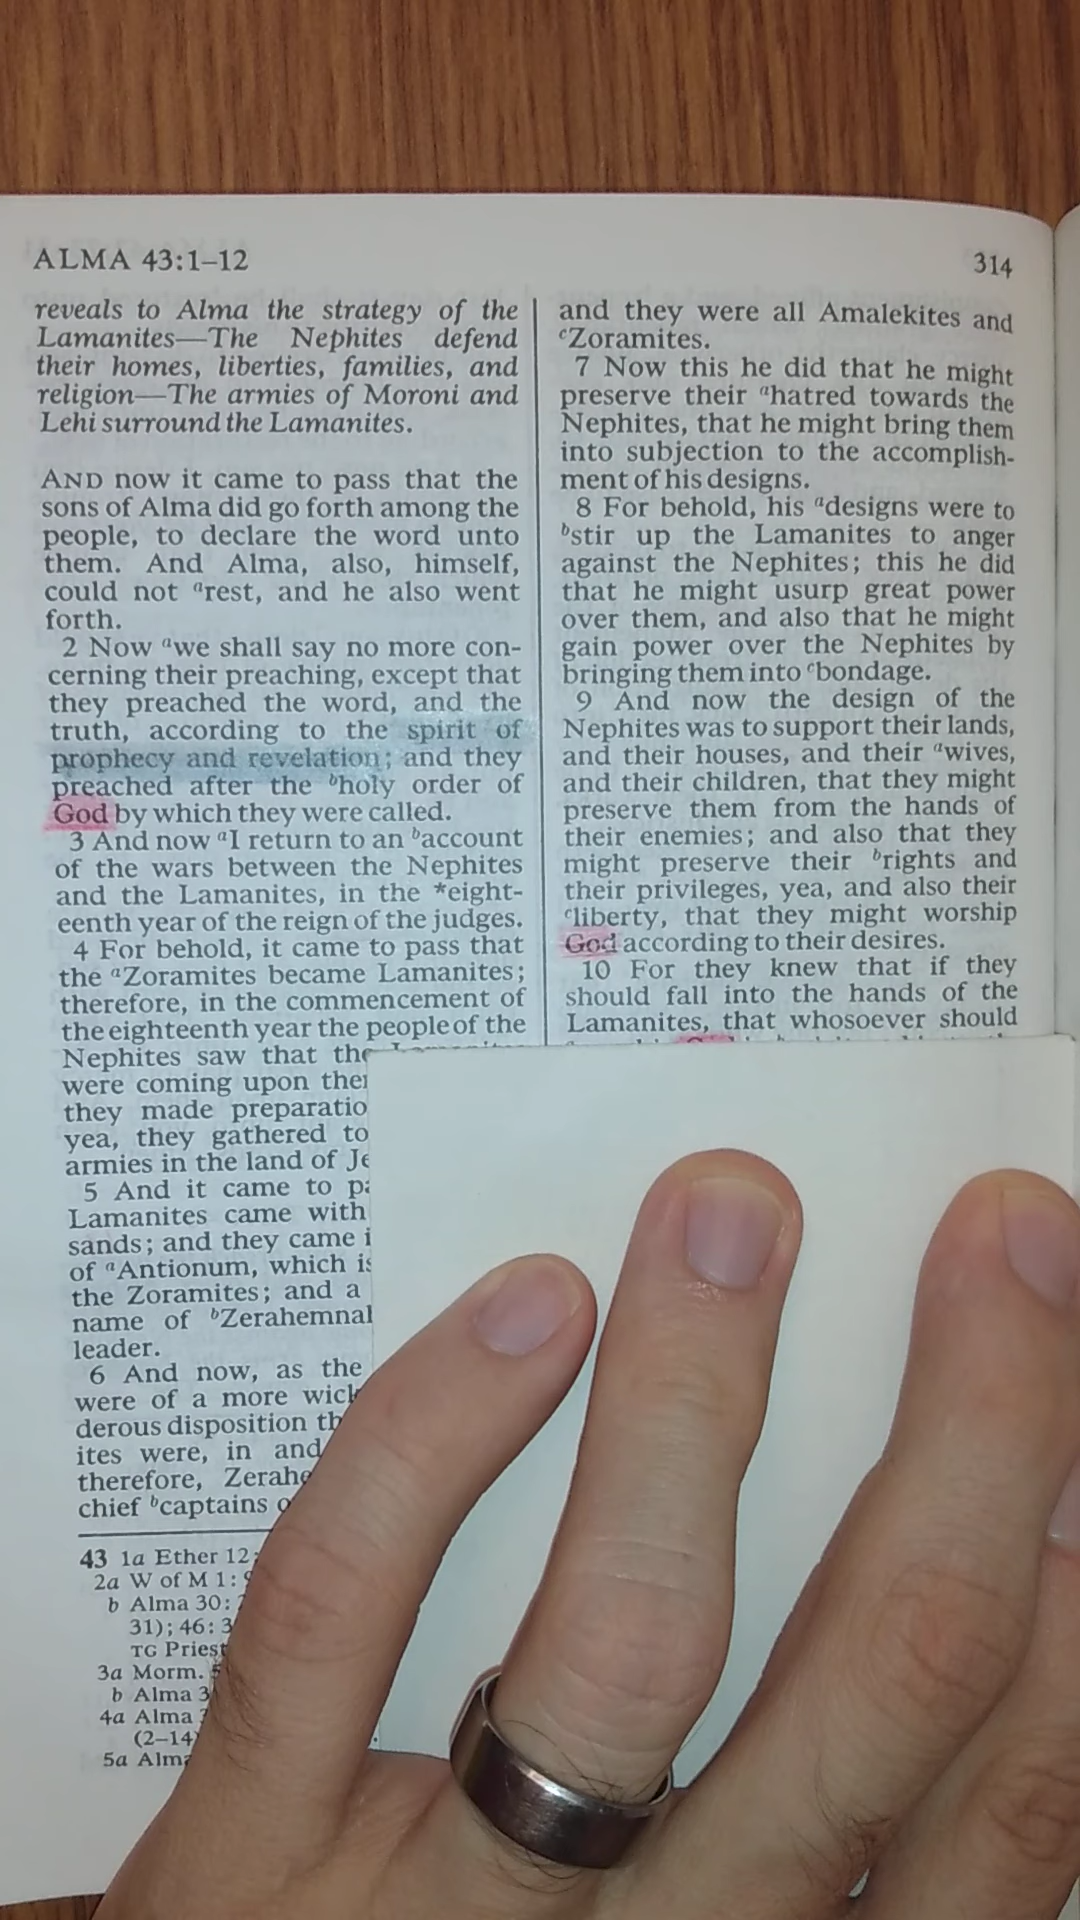 ALMA 43:1–12
314
reveals to Alma the strategy of the
Lamanites—The Nephites defend
their homes, liberties, families, and
religion—The armies of Moroni and
Lehi surround the Lamanites.
AND now it came to pass that the
sons of Alma did go forth among the
people, to declare the word unto
them. And Alma, also, himself,
could not ᵃrest, and he also went
forth.
2 Now ᵃwe shall say no more con-
cerning their preaching, except that
they preached the word, and the
truth, according to the spirit of
prophecy and revelation; and they
preached after the ᵇholy order of
God by which they were called.
3 And now ᵃI return to an ᵇaccount
of the wars between the Nephites
and the Lamanites, in the *eight-
eenth year of the reign of the judges.
4 For behold, it came to pass that
the ᵃZoramites became Lamanites;
therefore, in the commencement of
the eighteenth year the people of the
Nephites saw that the
were coming upon
they made
yea, they gathered
armies in the land of
5 And it came to
Lamanites came with
sands; and they came
of ᵃAntionum, which
the Zoramites; and a
name of
leader.
6 And now, as the
were of a more
derous disposition
ites were, in and
therefore,
chief ᵇcaptains
43 1a Ether 12:
2a W of M 1:
b Alma 30:
31); 46:
TG
3a Morm.
b Alma 3
4a Alma
(2–14)
5a
and they were all Amalekites and
ᶜZoramites.
7 Now this he did that he might
preserve their ᵃhatred towards the
Nephites, that he might bring them
into subjection to the accomplish-
ment of his designs.
8 For behold, his ᵃdesigns were to
ᵇstir up the Lamanites to anger
against the Nephites; this he did
that he might usurp great power
over them, and also that he might
gain power over the Nephites by
bringing them into ᶜbondage.
9 And now the design of the
Nephites was to support their lands,
and their houses, and their ᵃwives,
and their children, that they might
preserve them from the hands of
their enemies; and also that they
might preserve their ᵇrights and
their privileges, yea, and also their
ᶜliberty, that they might worship
God according to their desires.
10 For they knew that if they
should fall into the hands of the
Lamanites, that whosoever should